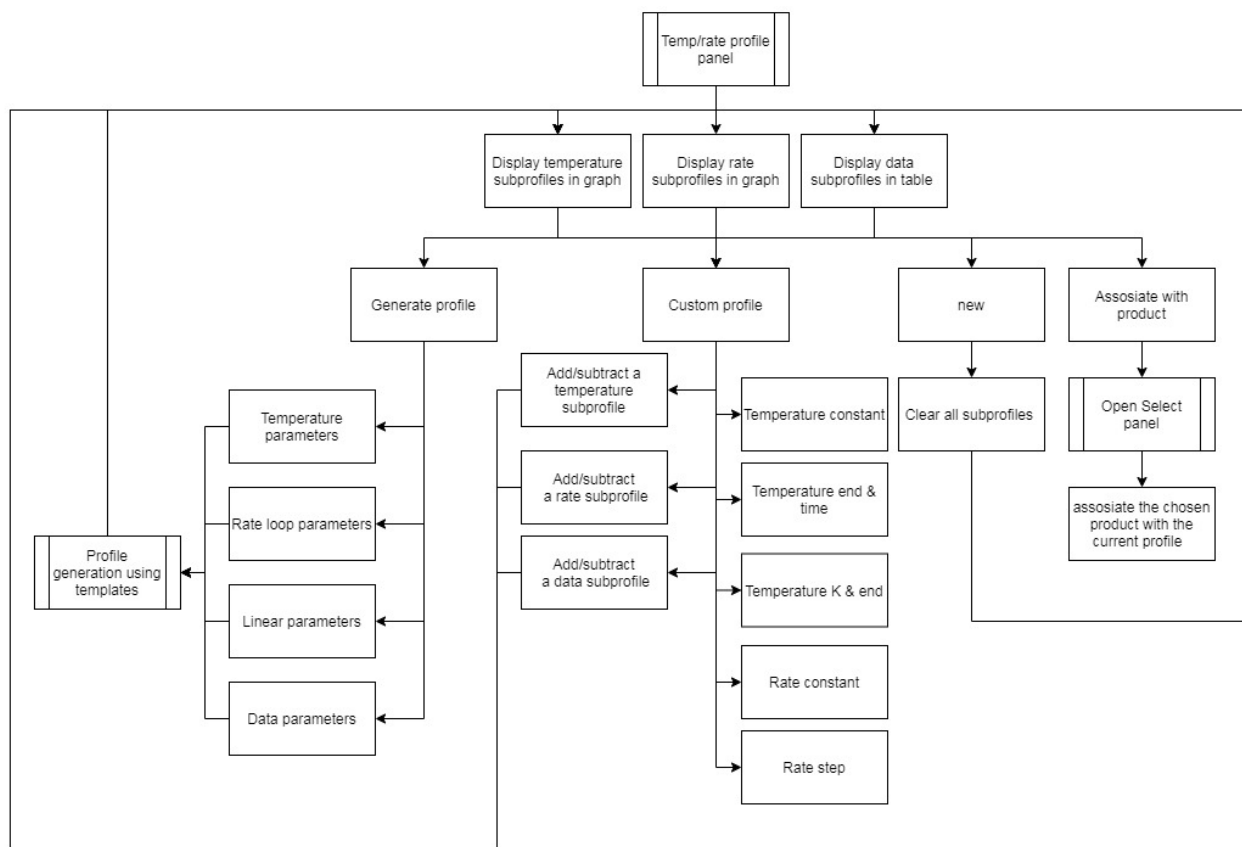 Temp/rate profile
panel
Display temperature
subprofiles in graph
Display rate
subprofiles in graph
Display data
subprofiles in table
Generate profile
Custom profile
new
Assosiate with
product
Add/subtract a
temperature
subprofile
Temperature constant
Clear all subprofiles
Open Select
panel
Temperature
parameters
Add/subtract
a rate subprofile
Temperature end &
time
assosiate the chosen
product with the
current profile
Rate loop parameters
Profile
generation using
templates
Add/subtract
a data subprofile
Temperature K & end
Linear parameters
Rate constant
Data parameters
Rate step